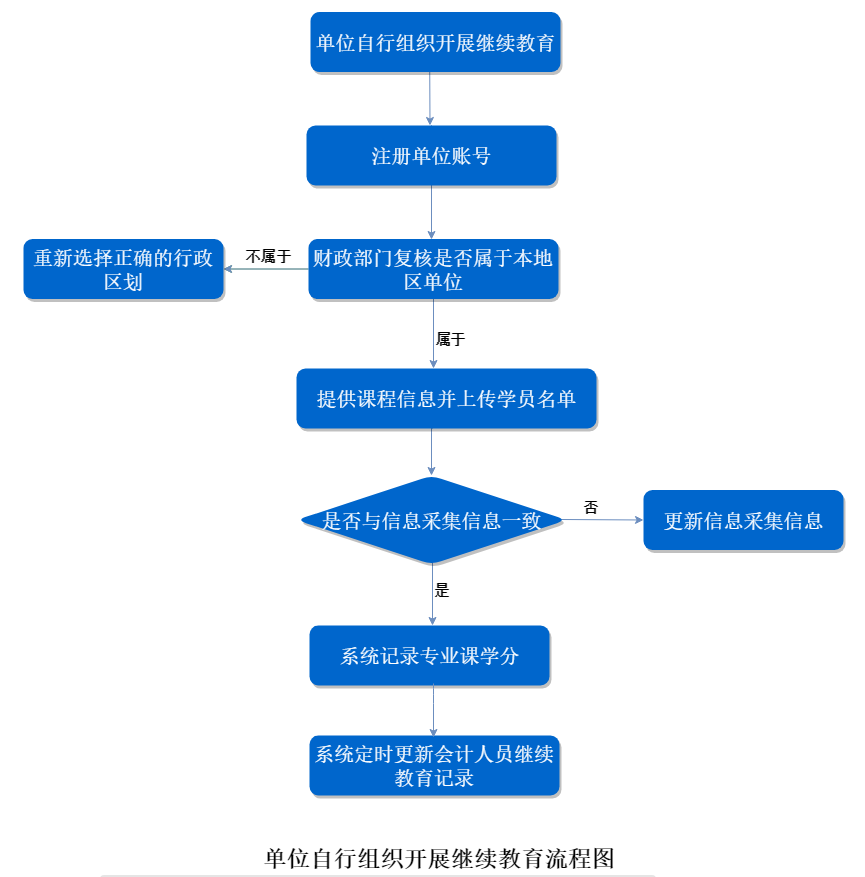 单位自行组织开展继续教育
注册单位账号
不属于
重新选择正确的行政
区划
财政部门复核是否属于本地
区单位
属于
提供课程信息并上传学员名单
是否与信息采集信息一致
否
更新信息采集信息
是
系统记录专业课学分
系统定时更新会计人员继续
教育记录
单位自行组织开展继续教育流程图